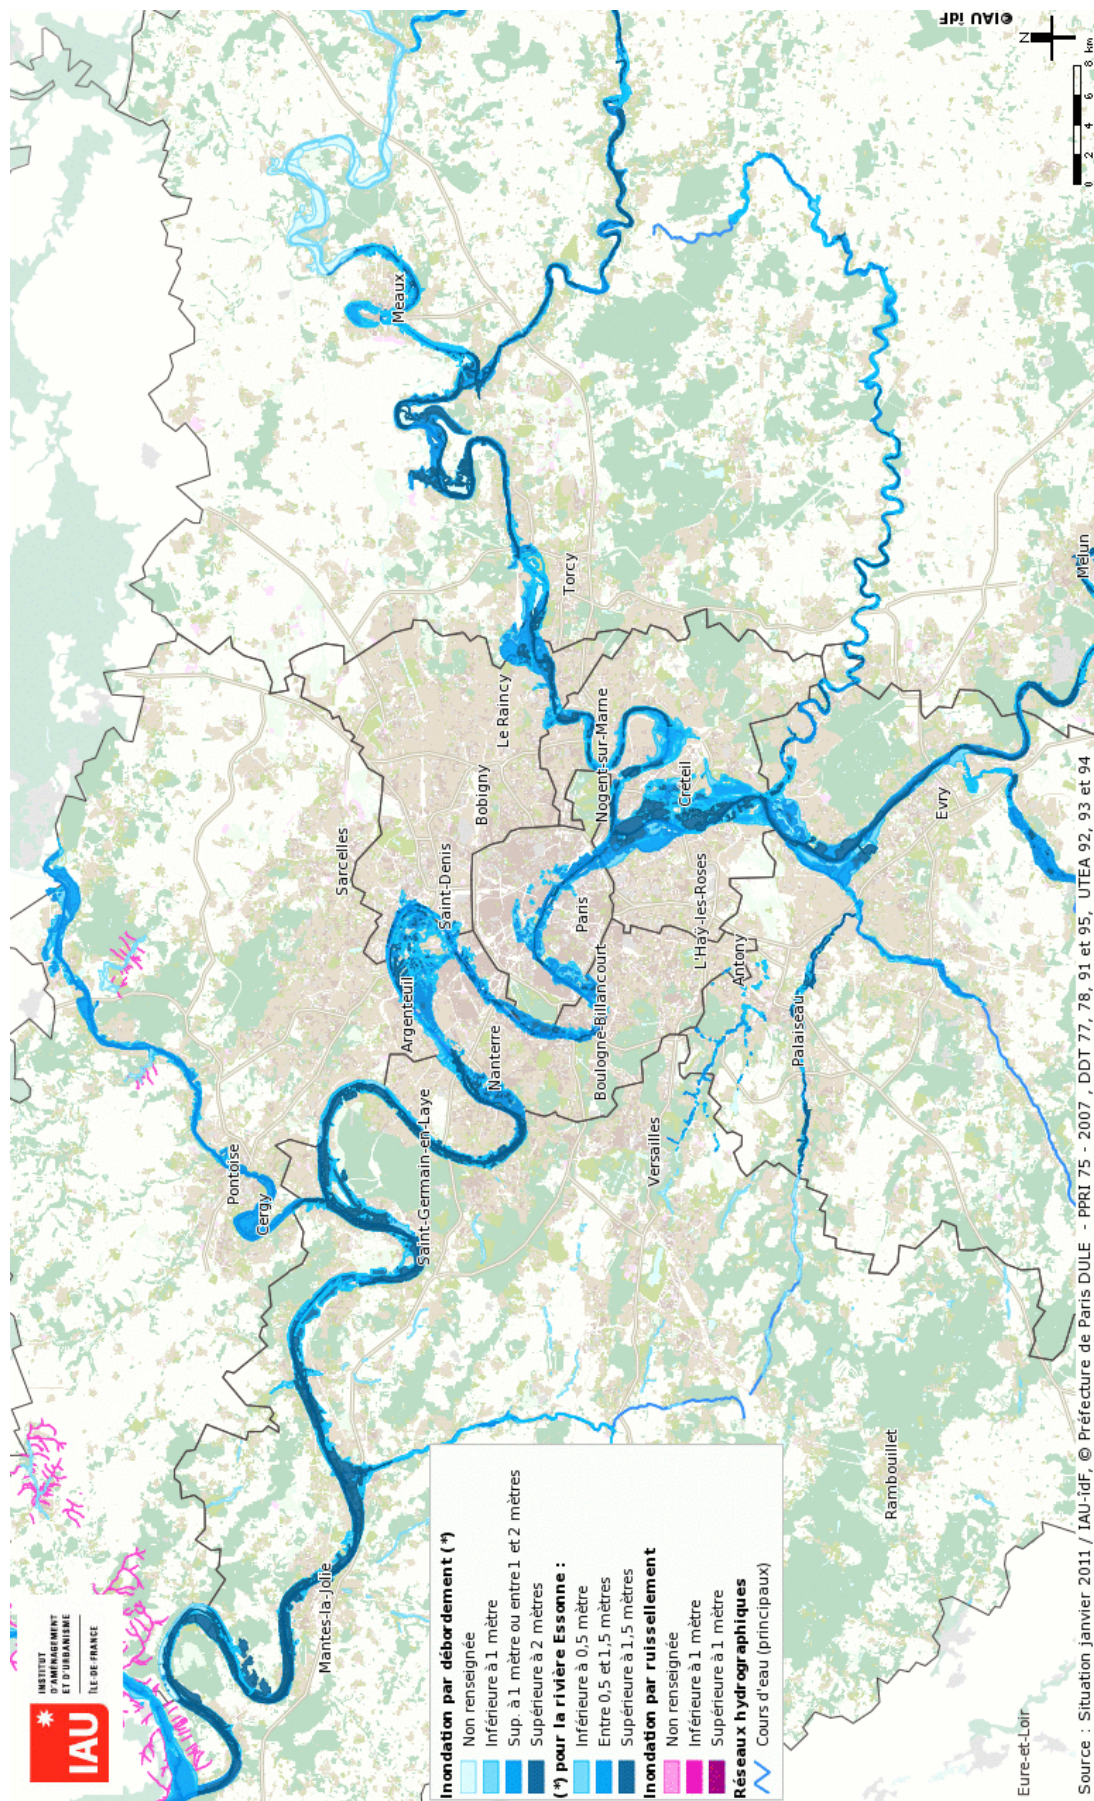 IAU
INSTITUT
D'AMÉNAGEMENT
ET D'URBANISME
ÎLE-DE-FRANCE
©IAU îdF
N
0 2 4 6 8 km
Meaux
Torcy
Le Raincy
Nogent-sur-Marne
Bobigny
Créteil
Sarcelles
Saint-Denis
Paris
L'Haÿ-les-Roses
Evry
Melun
Argenteuil
Nanterre
Boulogne-Billancourt
Antony
Palaiseau
Versailles
Saint-Germain-en-Laye
Pontoise
Cergy
Mantes-la-Jolie
Rambouillet
Eure-et-Loir
Inondation par débordement (*)
Non renseignée
Inférieure à 1 mètre
Sup. à 1 mètre ou entre 1 et 2 mètres
Supérieure à 2 mètres
(*) pour la rivière Essonne :
Inférieure à 0,5 mètre
Entre 0,5 et 1,5 mètres
Supérieure à 1,5 mètres
Inondation par ruissellement
Non renseignée
Inférieure à 1 mètre
Supérieure à 1 mètre
Réseaux hydrographiques
Cours d'eau (principaux)
Source : Situation janvier 2011 / IAU-îdF, © Préfecture de Paris DULE - PPRI 75 - 2007, DDT 77, 78, 91 et 95, UTEA 92, 93 et 94